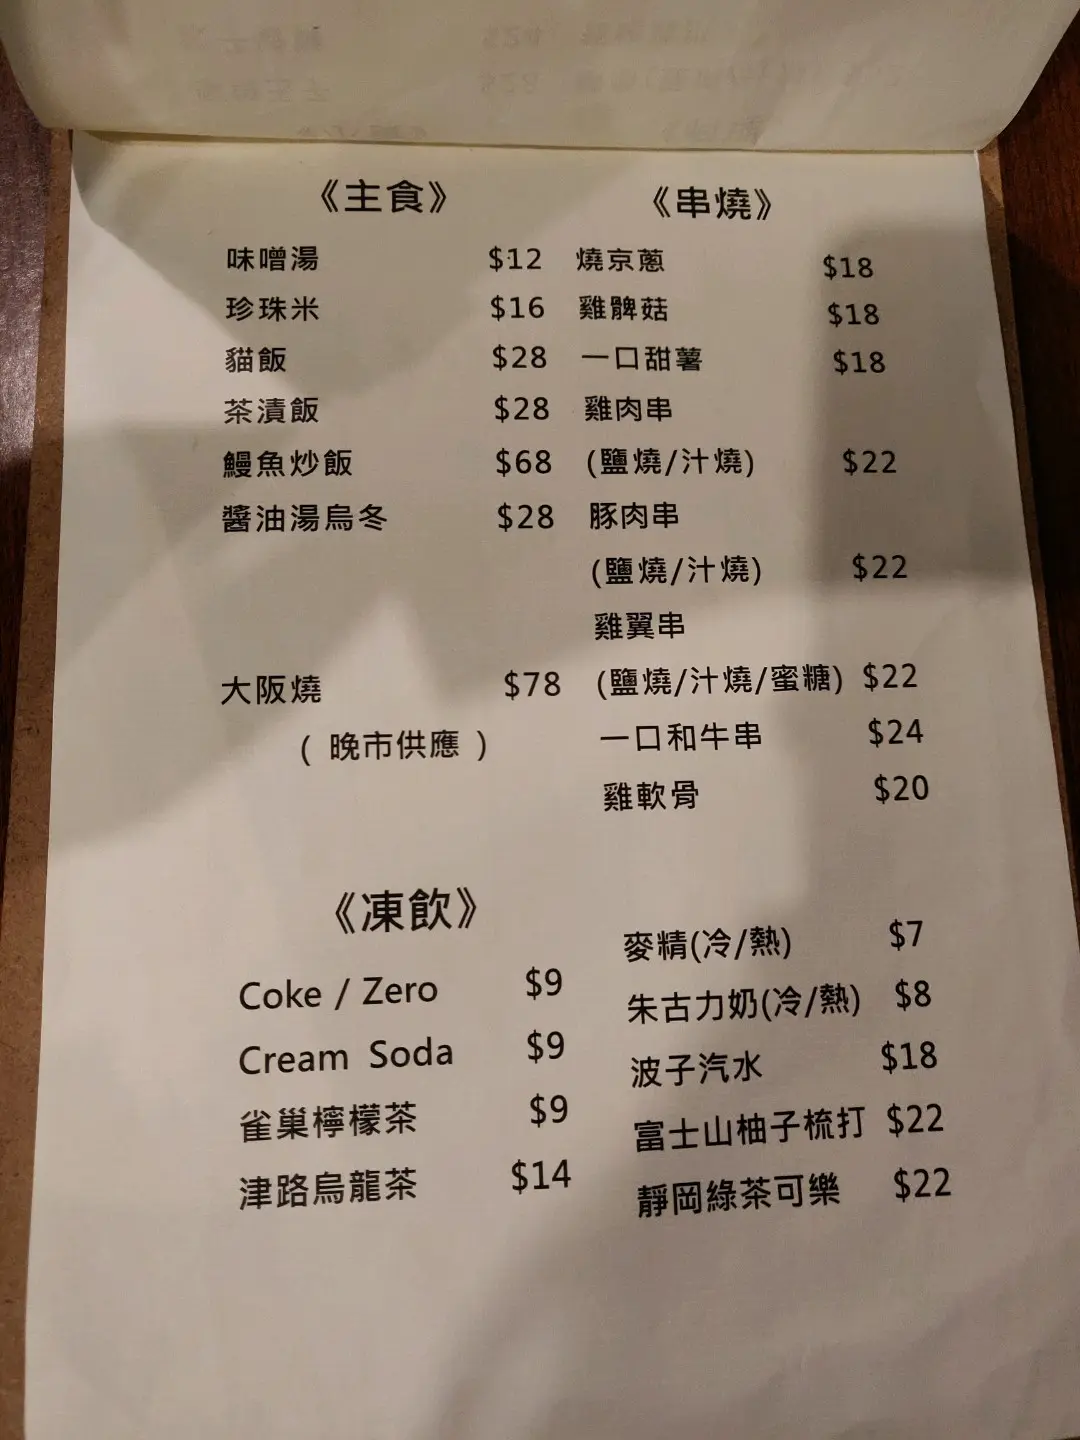 《主食》
味噌湯 $12
珍珠米 $16
貓飯 $28
茶漬飯 $28
鰻魚炒飯 $68
醬油湯烏冬 $28
大阪燒 $78
( 晚市供應 )
《串燒》
燒京蔥 $18
雞髀菇 $18
一口甜薯 $18
雞肉串
(鹽燒/汁燒) $22
豚肉串
(鹽燒/汁燒) $22
雞翼串
(鹽燒/汁燒/蜜糖) $22
一口和牛串 $24
雞軟骨 $20
《凍飲》
Coke / Zero $9
Cream Soda $9
雀巢檸檬茶 $9
津路烏龍茶 $14
麥精(冷/熱) $7
朱古力奶(冷/熱) $8
波子汽水 $18
富士山柚子梳打 $22
靜岡綠茶可樂 $22